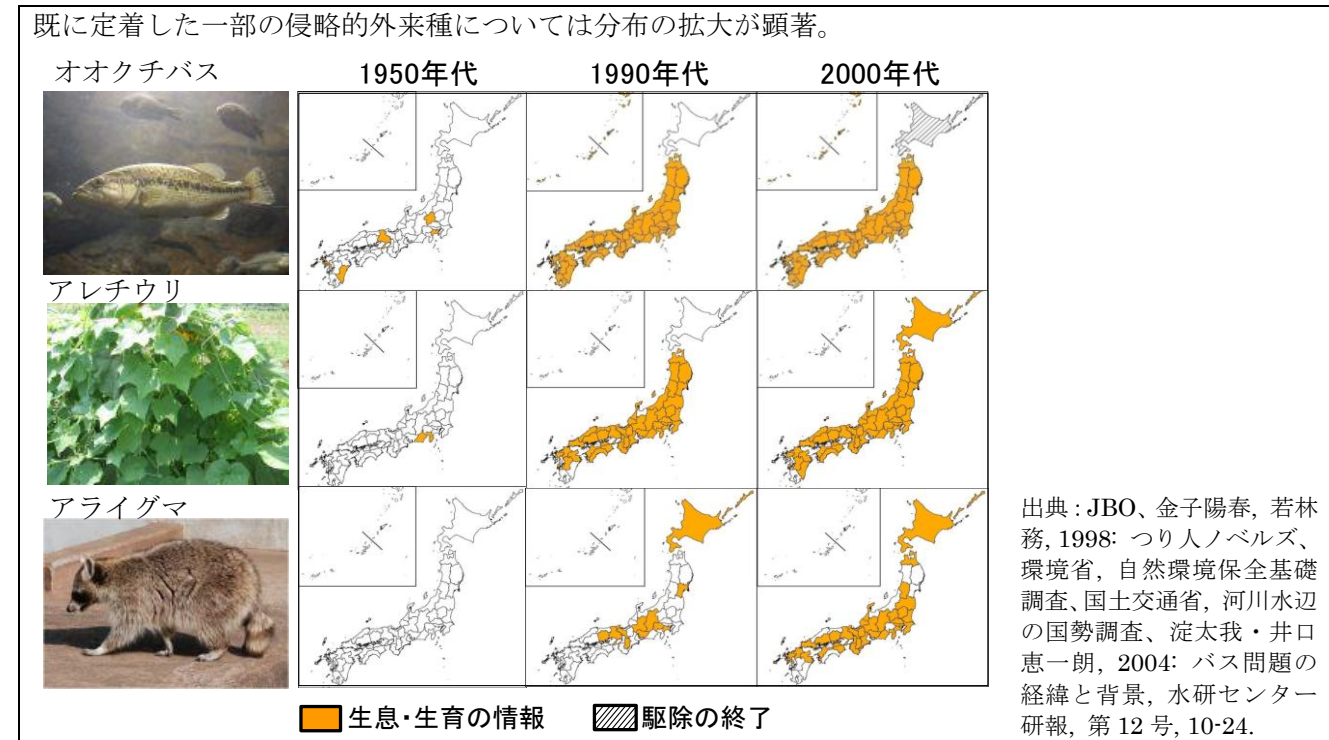 既に定着した一部の侵略的外来種については分布の拡大が顕著。
オオクチバス
1950年代
1990年代
2000年代
アレチウリ
アライグマ
生息・生育の情報
駆除の終了
出典：JBO、金子陽春, 若林
務, 1998: つり人ノベルズ、
環境省, 自然環境保全基礎
調査、国土交通省, 河川水辺
の国勢調査、淀太我・井口
恵一朗, 2004: バス問題の
経緯と背景, 水研センター
研報, 第 12 号, 10-24.